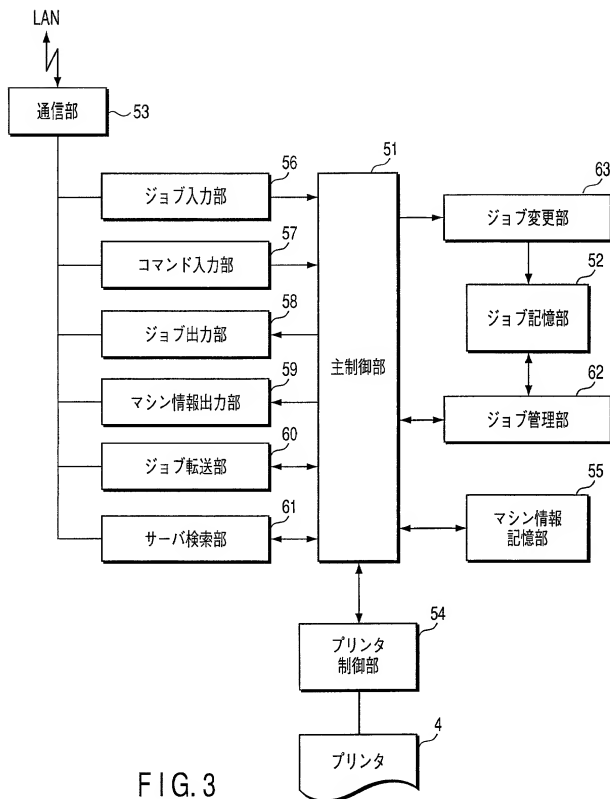 LAN
通信部
53
51
56
ジョブ入力部
57
コマンド入力部
58
ジョブ出力部
59
マシン情報出力部
60
ジョブ転送部
61
サーバ検索部
主制御部
63
ジョブ変更部
52
ジョブ記憶部
62
ジョブ管理部
55
マシン情報
記憶部
54
プリンタ
制御部
4
プリンタ
FIG.3